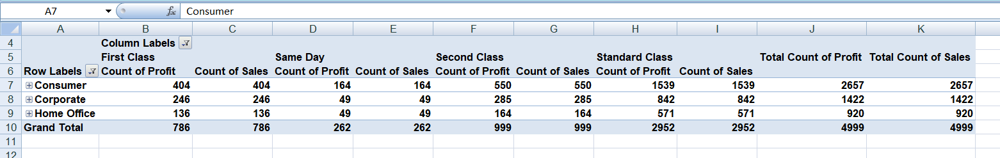 A7 fx Consumer
A B C D E F G H I J K
4 Column Labels
5 First Class Same Day Second Class Standard Class Total Count of Profit Total Count of Sales
6 Row Labels Count of Profit Count of Sales Count of Profit Count of Sales Count of Profit Count of Sales Count of Profit Count of Sales
7 Consumer 404 404 164 164 550 550 1539 1539 2657 2657
8 Corporate 246 246 49 49 285 285 842 842 1422 1422
9 Home Office 136 136 49 49 164 164 571 571 920 920
10 Grand Total 786 786 262 262 999 999 2952 2952 4999 4999
11
12